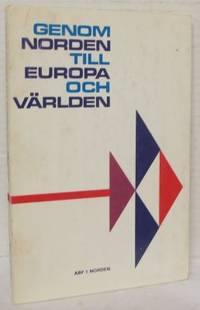 GENOM
NORDEN
TILL
EUROPA
OCH
VÄRLDEN
ABF I NORDEN